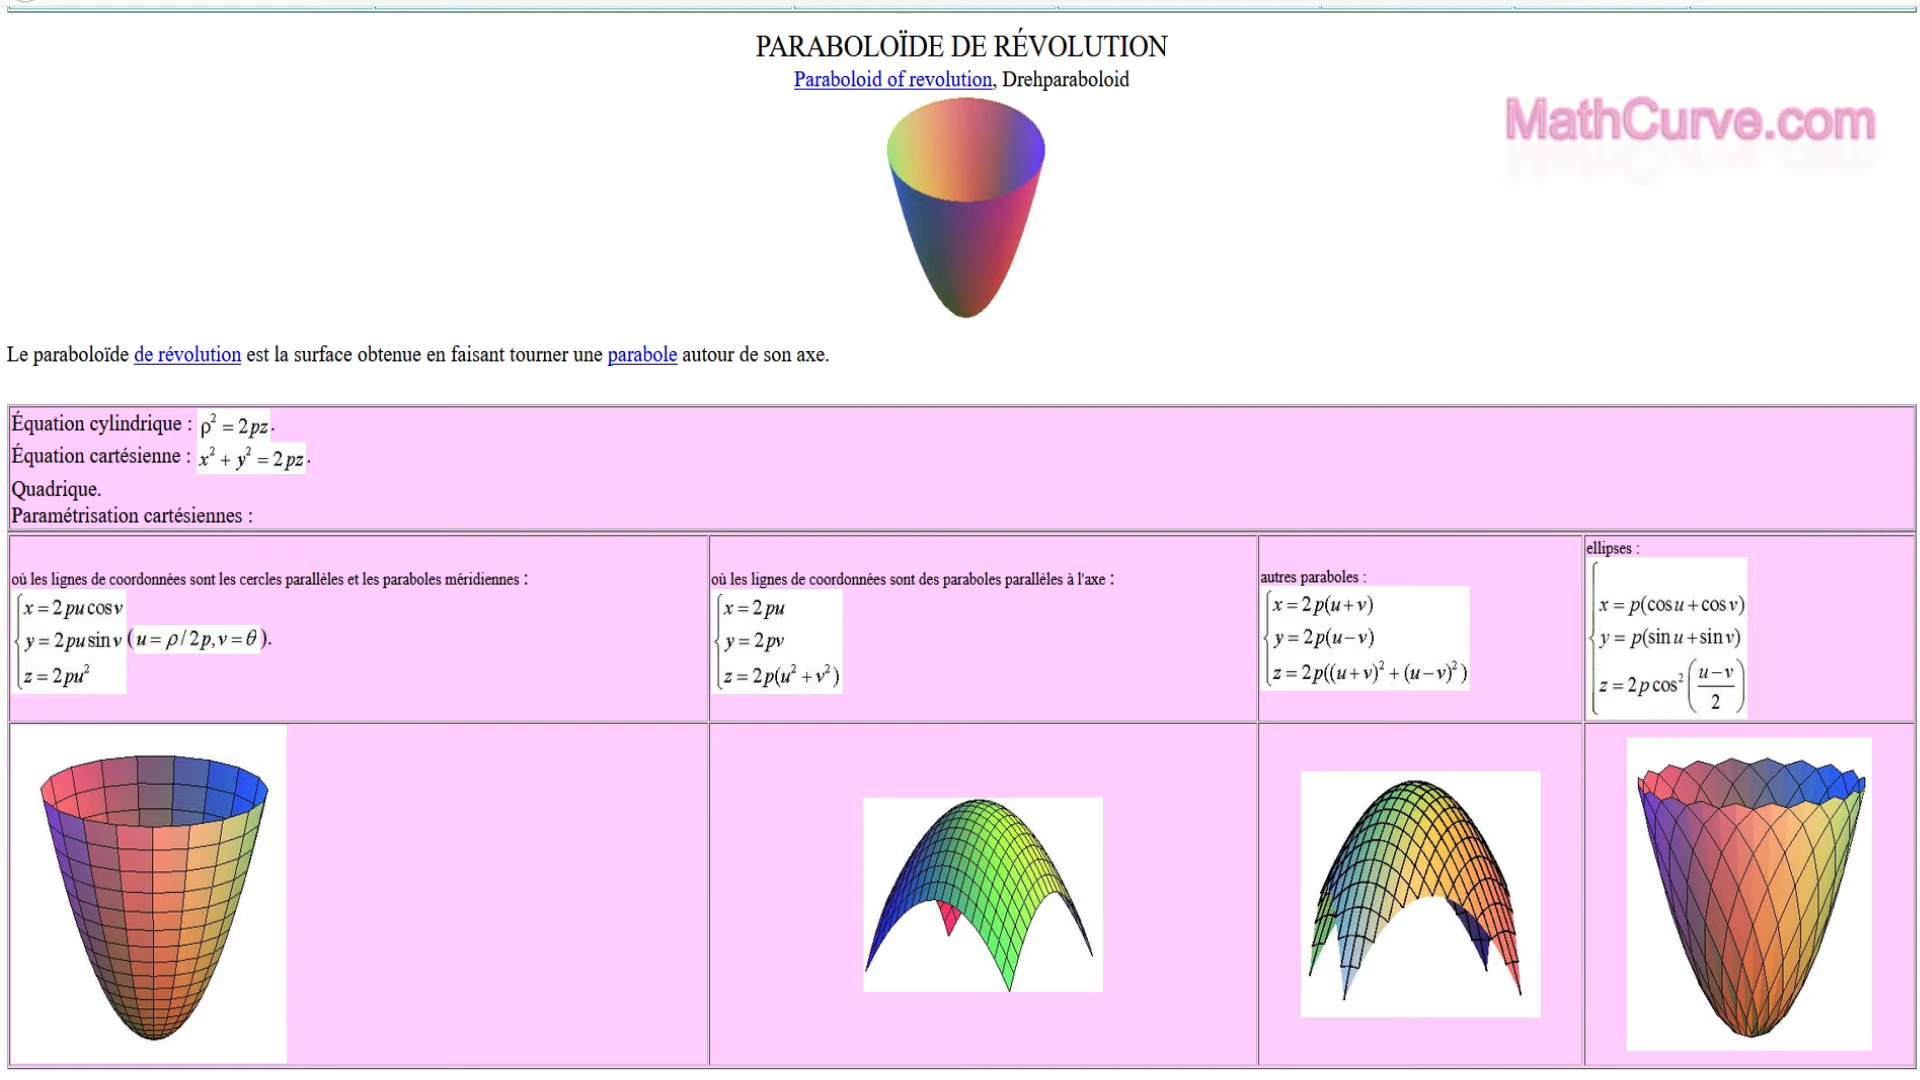 PARABOLOÏDE DE RÉVOLUTION
Paraboloid of revolution, Drehparaboloid
MathCurve.com
Le paraboloïde de révolution est la surface obtenue en faisant tourner une parabole autour de son axe.
Équation cylindrique : ρ² = 2pz.
Équation cartésienne : x² + y² = 2pz.
Quadrique.
Paramétrisation cartésiennes :
où les lignes de coordonnées sont les cercles parallèles et les paraboles méridiennes :
x = 2pu cos v
y = 2pu sin v (u = ρ/2p, v = θ).
z = 2pu²
où les lignes de coordonnées sont des paraboles parallèles à l'axe :
x = 2pu
y = 2pv
z = 2p(u² + v²)
autres paraboles :
x = 2p(u+v)
y = 2p(u−v)
z = 2p((u+v)² + (u−v)²)
ellipses :
x = p(cos u + cos v)
y = p(sin u + sin v)
z = 2p cos² ((u−v)/2)